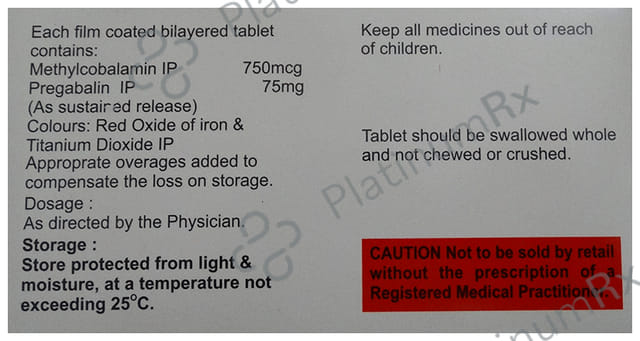 Each film coated bilayered tablet
contains:
Methylcobalamin IP 750mcg
Pregabalin IP 75mg
(As sustained release)
Colours: Red Oxide of iron &
Titanium Dioxide IP
Approprate overages added to
compensate the loss on storage.
Dosage :
As directed by the Physician.
Storage :
Store protected from light &
moisture, at a temperature not
exceeding 25°C.
Keep all medicines out of reach
of children.
Tablet should be swallowed whole
and not chewed or crushed.
CAUTION Not to be sold by retail
without the prescription of a
Registered Medical Practitioner.
PlatinumRx
PlatinumRx